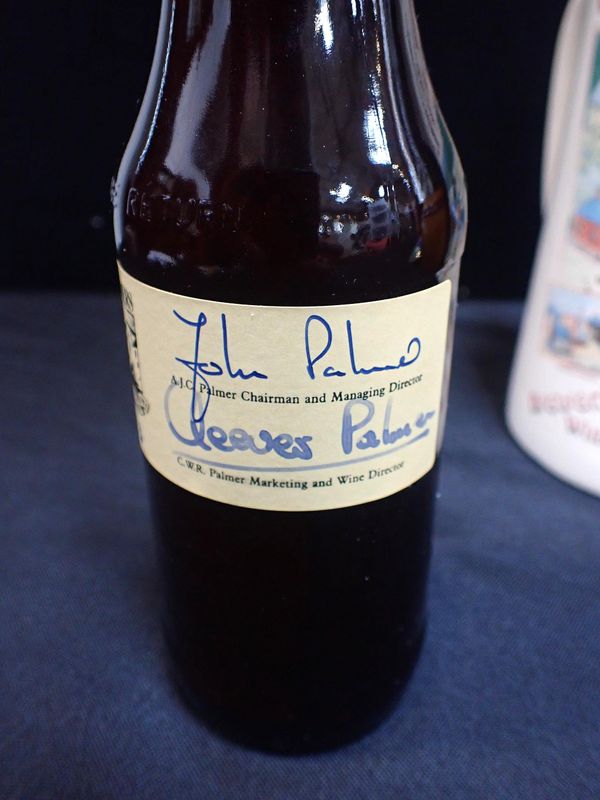 RETURN
John Palmer
A.J.C. Palmer Chairman and Managing Director
Cleeves Palmer
C.W.R. Palmer Marketing and Wine Director